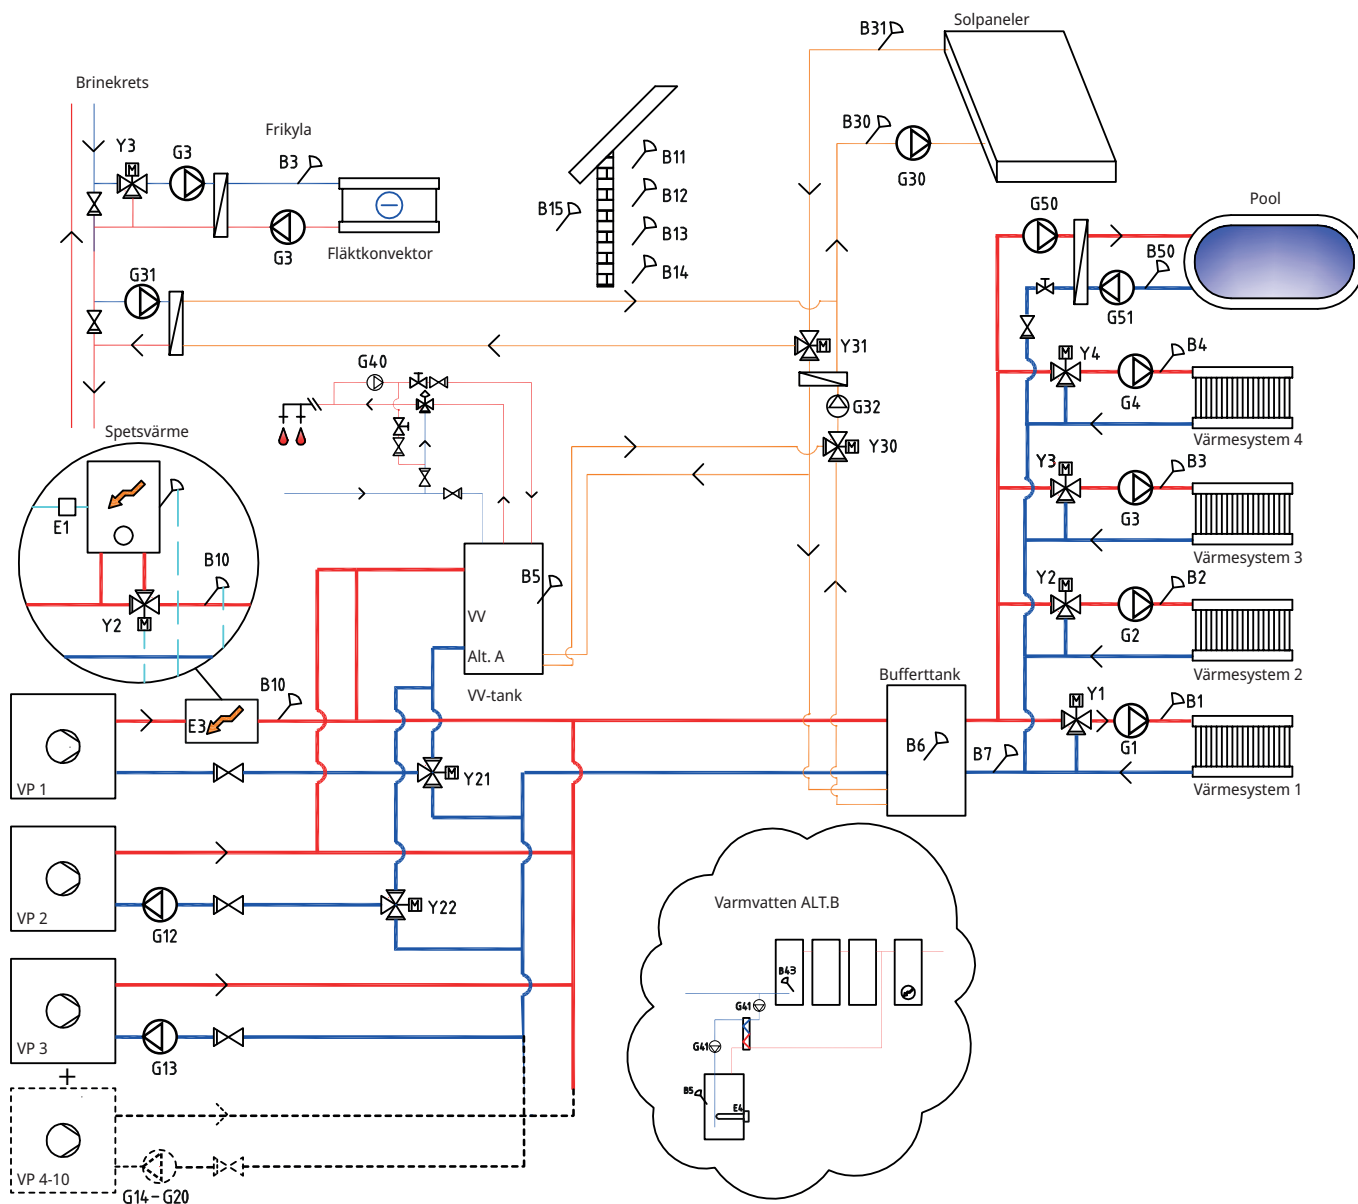 Solpaneler
B31
Brinekrets
Frikyla
Y3
G3
B3
B30
G30
B11
B12
B13
B14
B15
G3
Fläktkonvektor
G31
Pool
G50
B50
G51
Y31
G32
Y30
G40
Y4
B4
G4
Värmesystem 4
Y3
B3
G3
Värmesystem 3
Y2
B2
G2
Värmesystem 2
Y1
B1
G1
Värmesystem 1
Spetsvärme
M
E1
B10
Y2
M
B5
VV
Alt. A
VV-tank
Bufferttank
B6
B7
E3
B10
VP 1
M
Y21
VP 2
G12
M
Y22
VP 3
G13
+
VP 4-10
G14-G20
Varmvatten ALT.B
B43
G41
G41
B5
E4
M
M
M
M
M
M